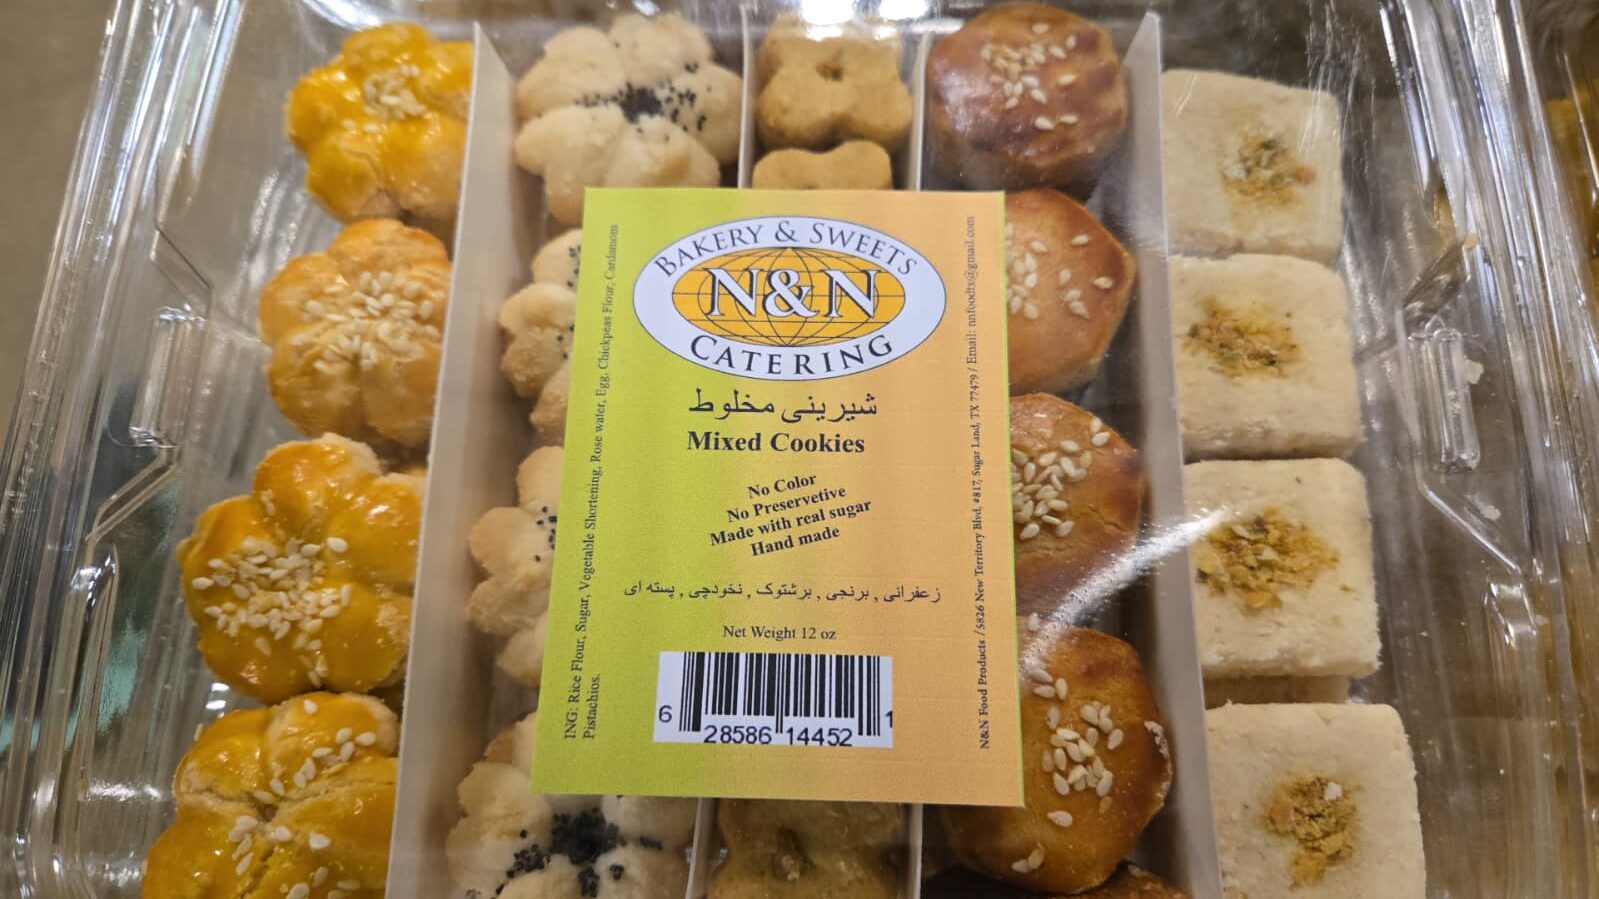 BAKERY & SWEETS
N&N
CATERING
شیرینی مخلوط
Mixed Cookies
No Color
No Preservetive
Made with real sugar
Hand made
زعفرانی , برنجی , برشتوک , نخودچی , پسته ای
Net Weight 12 oz
6 28586 14452 1
ING: Rice Flour, Sugar, Vegetable Shortening, Rose water, Egg, Chickpeas Flour, Cardamom
Pistachios.
N&N Food Products / 5826 New Territory Blvd, #817, Sugar Land, TX 77479 / Email: nnfoodtx@gmail.com